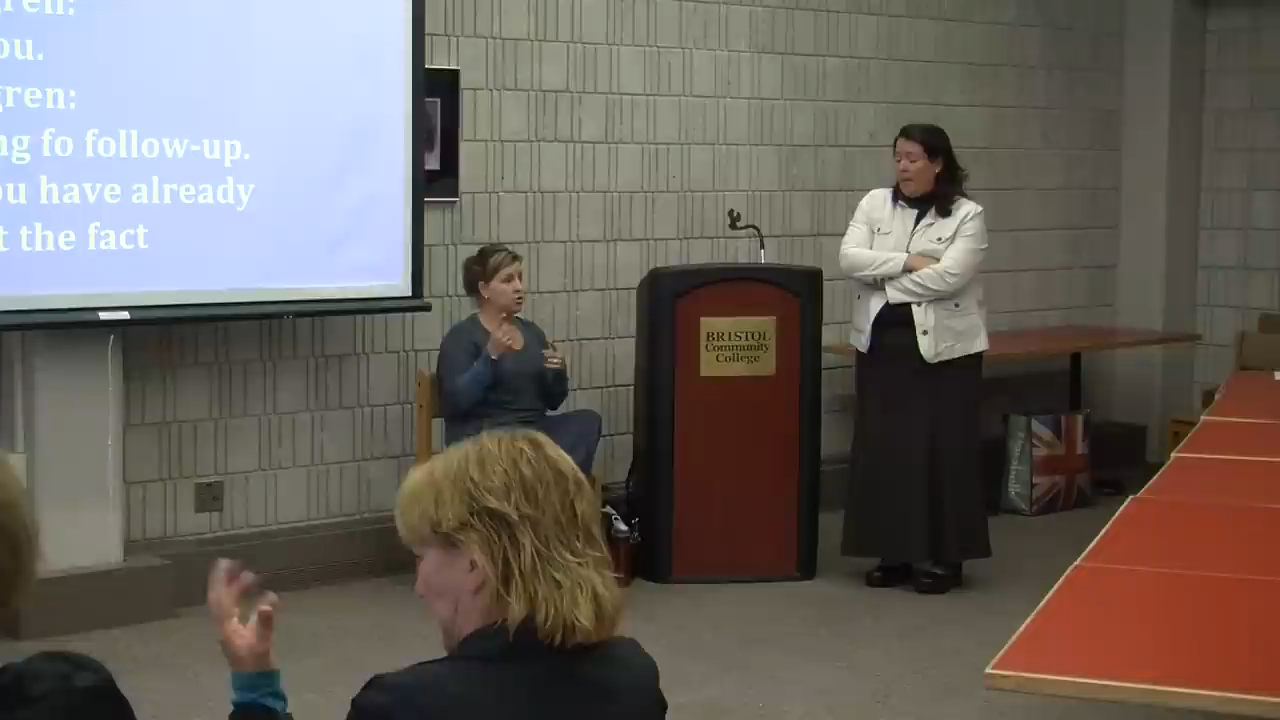 gren:
ou.
gren:
ng fo follow-up.
ou have already
t the fact
BRISTOL
Community
College